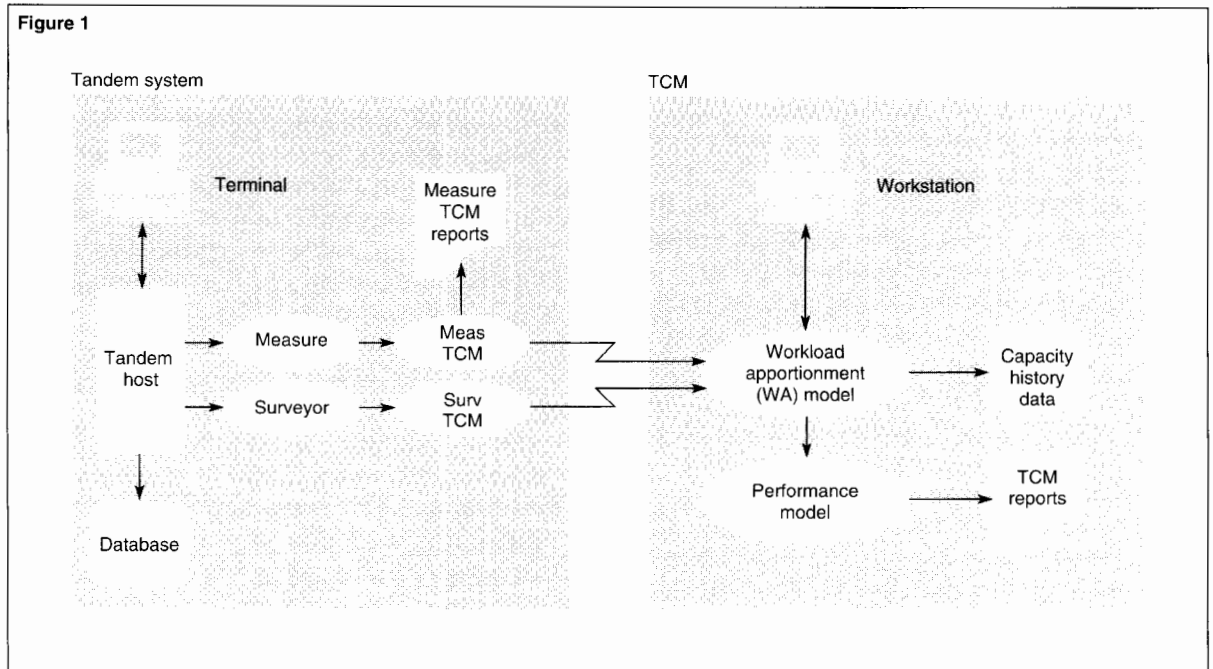 Figure 1
Tandem system
TCM
Terminal
Measure
TCM
reports
Workstation
Tandem
host
Measure
Meas
TCM
Surveyor
Surv
TCM
Database
Workload
apportionment
(WA) model
Capacity
history
data
Performance
model
TCM
reports